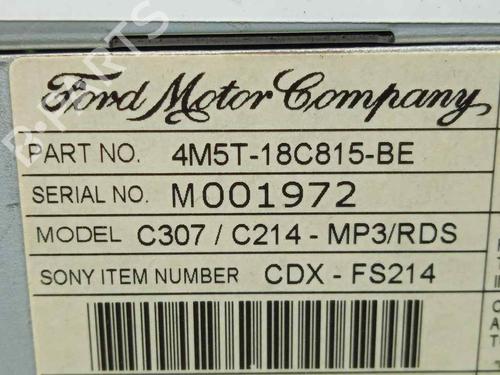 Ford Motor Company
PART NO. 4M5T-18C815-BE
SERIAL NO. M001972
MODEL C307 / C214 - MP3/RDS
SONY ITEM NUMBER CDX - FS214